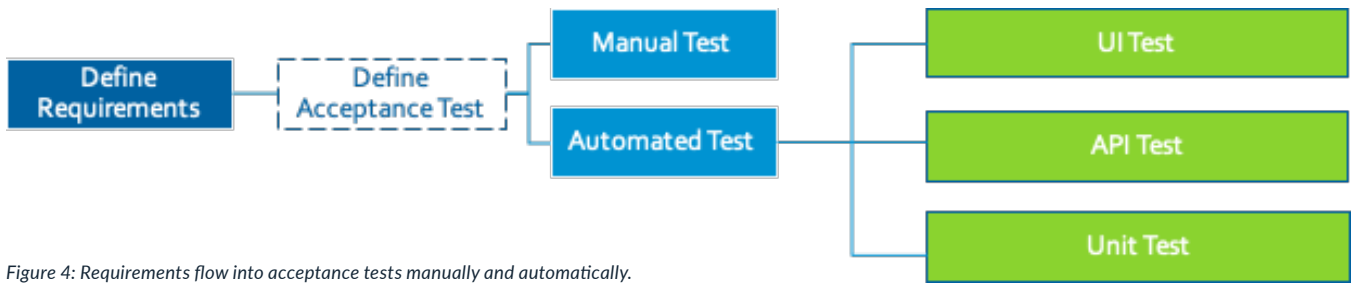 Define
Requirements
Define
Acceptance Test
Manual Test
Automated Test
UI Test
API Test
Unit Test
Figure 4: Requirements flow into acceptance tests manually and automatically.